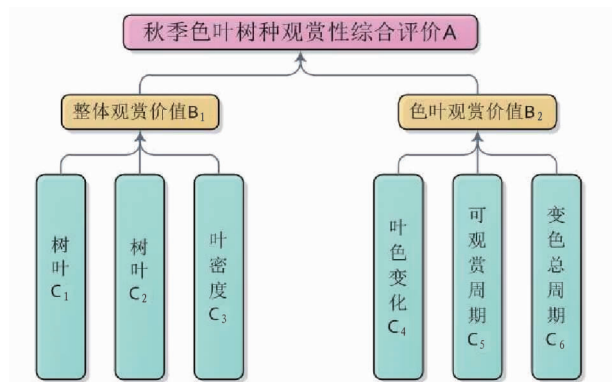 秋季色叶树种观赏性综合评价A
整体观赏价值B₁
色叶观赏价值B₂
树叶C₁
树叶C₂
叶密度C₃
叶色变化C₄
可观赏周期C₅
变色总周期C₆